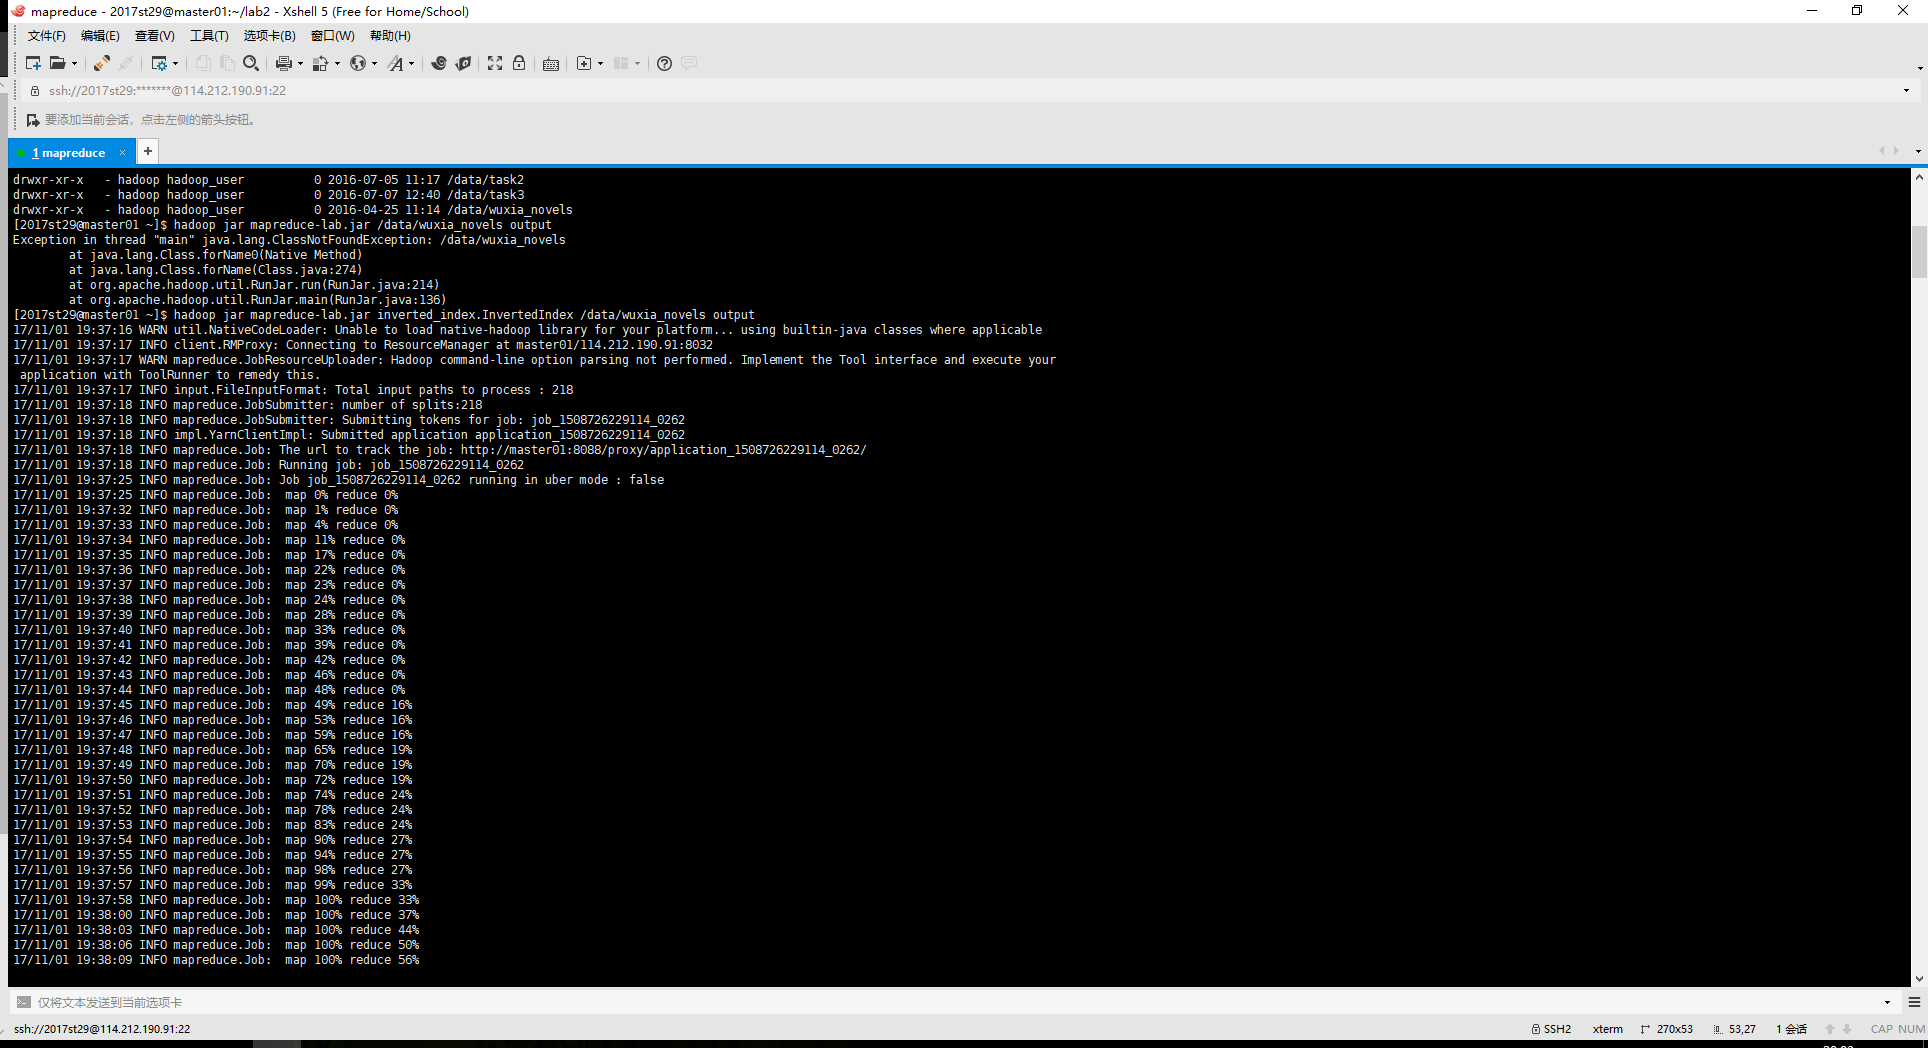 mapreduce - 2017st29@master01:~/lab2 - Xshell 5 (Free for Home/School)
文件(F) 编辑(E) 查看(V) 工具(T) 选项卡(B) 窗口(W) 帮助(H)
ssh://2017st29:*******@114.212.190.91:22
要添加当前会话，点击左侧的箭头按钮。
1 mapreduce × +
drwxr-xr-x   - hadoop hadoop_user          0 2016-07-05 11:17 /data/task2
drwxr-xr-x   - hadoop hadoop_user          0 2016-07-07 12:40 /data/task3
drwxr-xr-x   - hadoop hadoop_user          0 2016-04-25 11:14 /data/wuxia_novels
[2017st29@master01 ~]$ hadoop jar mapreduce-lab.jar /data/wuxia_novels output
Exception in thread "main" java.lang.ClassNotFoundException: /data/wuxia_novels
        at java.lang.Class.forName0(Native Method)
        at java.lang.Class.forName(Class.java:274)
        at org.apache.hadoop.util.RunJar.run(RunJar.java:214)
        at org.apache.hadoop.util.RunJar.main(RunJar.java:136)
[2017st29@master01 ~]$ hadoop jar mapreduce-lab.jar inverted_index.InvertedIndex /data/wuxia_novels output
17/11/01 19:37:16 WARN util.NativeCodeLoader: Unable to load native-hadoop library for your platform... using builtin-java classes where applicable
17/11/01 19:37:17 INFO client.RMProxy: Connecting to ResourceManager at master01/114.212.190.91:8032
17/11/01 19:37:17 WARN mapreduce.JobResourceUploader: Hadoop command-line option parsing not performed. Implement the Tool interface and execute your
 application with ToolRunner to remedy this.
17/11/01 19:37:17 INFO input.FileInputFormat: Total input paths to process : 218
17/11/01 19:37:18 INFO mapreduce.JobSubmitter: number of splits:218
17/11/01 19:37:18 INFO mapreduce.JobSubmitter: Submitting tokens for job: job_1508726229114_0262
17/11/01 19:37:18 INFO impl.YarnClientImpl: Submitted application application_1508726229114_0262
17/11/01 19:37:18 INFO mapreduce.Job: The url to track the job: http://master01:8088/proxy/application_1508726229114_0262/
17/11/01 19:37:18 INFO mapreduce.Job: Running job: job_1508726229114_0262
17/11/01 19:37:25 INFO mapreduce.Job: Job job_1508726229114_0262 running in uber mode : false
17/11/01 19:37:25 INFO mapreduce.Job:  map 0% reduce 0%
17/11/01 19:37:32 INFO mapreduce.Job:  map 1% reduce 0%
17/11/01 19:37:33 INFO mapreduce.Job:  map 4% reduce 0%
17/11/01 19:37:34 INFO mapreduce.Job:  map 11% reduce 0%
17/11/01 19:37:35 INFO mapreduce.Job:  map 17% reduce 0%
17/11/01 19:37:36 INFO mapreduce.Job:  map 22% reduce 0%
17/11/01 19:37:37 INFO mapreduce.Job:  map 23% reduce 0%
17/11/01 19:37:38 INFO mapreduce.Job:  map 24% reduce 0%
17/11/01 19:37:39 INFO mapreduce.Job:  map 28% reduce 0%
17/11/01 19:37:40 INFO mapreduce.Job:  map 33% reduce 0%
17/11/01 19:37:41 INFO mapreduce.Job:  map 39% reduce 0%
17/11/01 19:37:42 INFO mapreduce.Job:  map 42% reduce 0%
17/11/01 19:37:43 INFO mapreduce.Job:  map 46% reduce 0%
17/11/01 19:37:44 INFO mapreduce.Job:  map 48% reduce 0%
17/11/01 19:37:45 INFO mapreduce.Job:  map 49% reduce 16%
17/11/01 19:37:46 INFO mapreduce.Job:  map 53% reduce 16%
17/11/01 19:37:47 INFO mapreduce.Job:  map 59% reduce 16%
17/11/01 19:37:48 INFO mapreduce.Job:  map 65% reduce 19%
17/11/01 19:37:49 INFO mapreduce.Job:  map 70% reduce 19%
17/11/01 19:37:50 INFO mapreduce.Job:  map 72% reduce 19%
17/11/01 19:37:51 INFO mapreduce.Job:  map 74% reduce 24%
17/11/01 19:37:52 INFO mapreduce.Job:  map 78% reduce 24%
17/11/01 19:37:53 INFO mapreduce.Job:  map 83% reduce 24%
17/11/01 19:37:54 INFO mapreduce.Job:  map 90% reduce 27%
17/11/01 19:37:55 INFO mapreduce.Job:  map 94% reduce 27%
17/11/01 19:37:56 INFO mapreduce.Job:  map 98% reduce 27%
17/11/01 19:37:57 INFO mapreduce.Job:  map 99% reduce 33%
17/11/01 19:37:58 INFO mapreduce.Job:  map 100% reduce 33%
17/11/01 19:38:00 INFO mapreduce.Job:  map 100% reduce 37%
17/11/01 19:38:03 INFO mapreduce.Job:  map 100% reduce 44%
17/11/01 19:38:06 INFO mapreduce.Job:  map 100% reduce 50%
17/11/01 19:38:09 INFO mapreduce.Job:  map 100% reduce 56%
仅将文本发送到当前选项卡
ssh://2017st29@114.212.190.91:22 SSH2 xterm 270x53 53,27 1 会话 CAP NUM